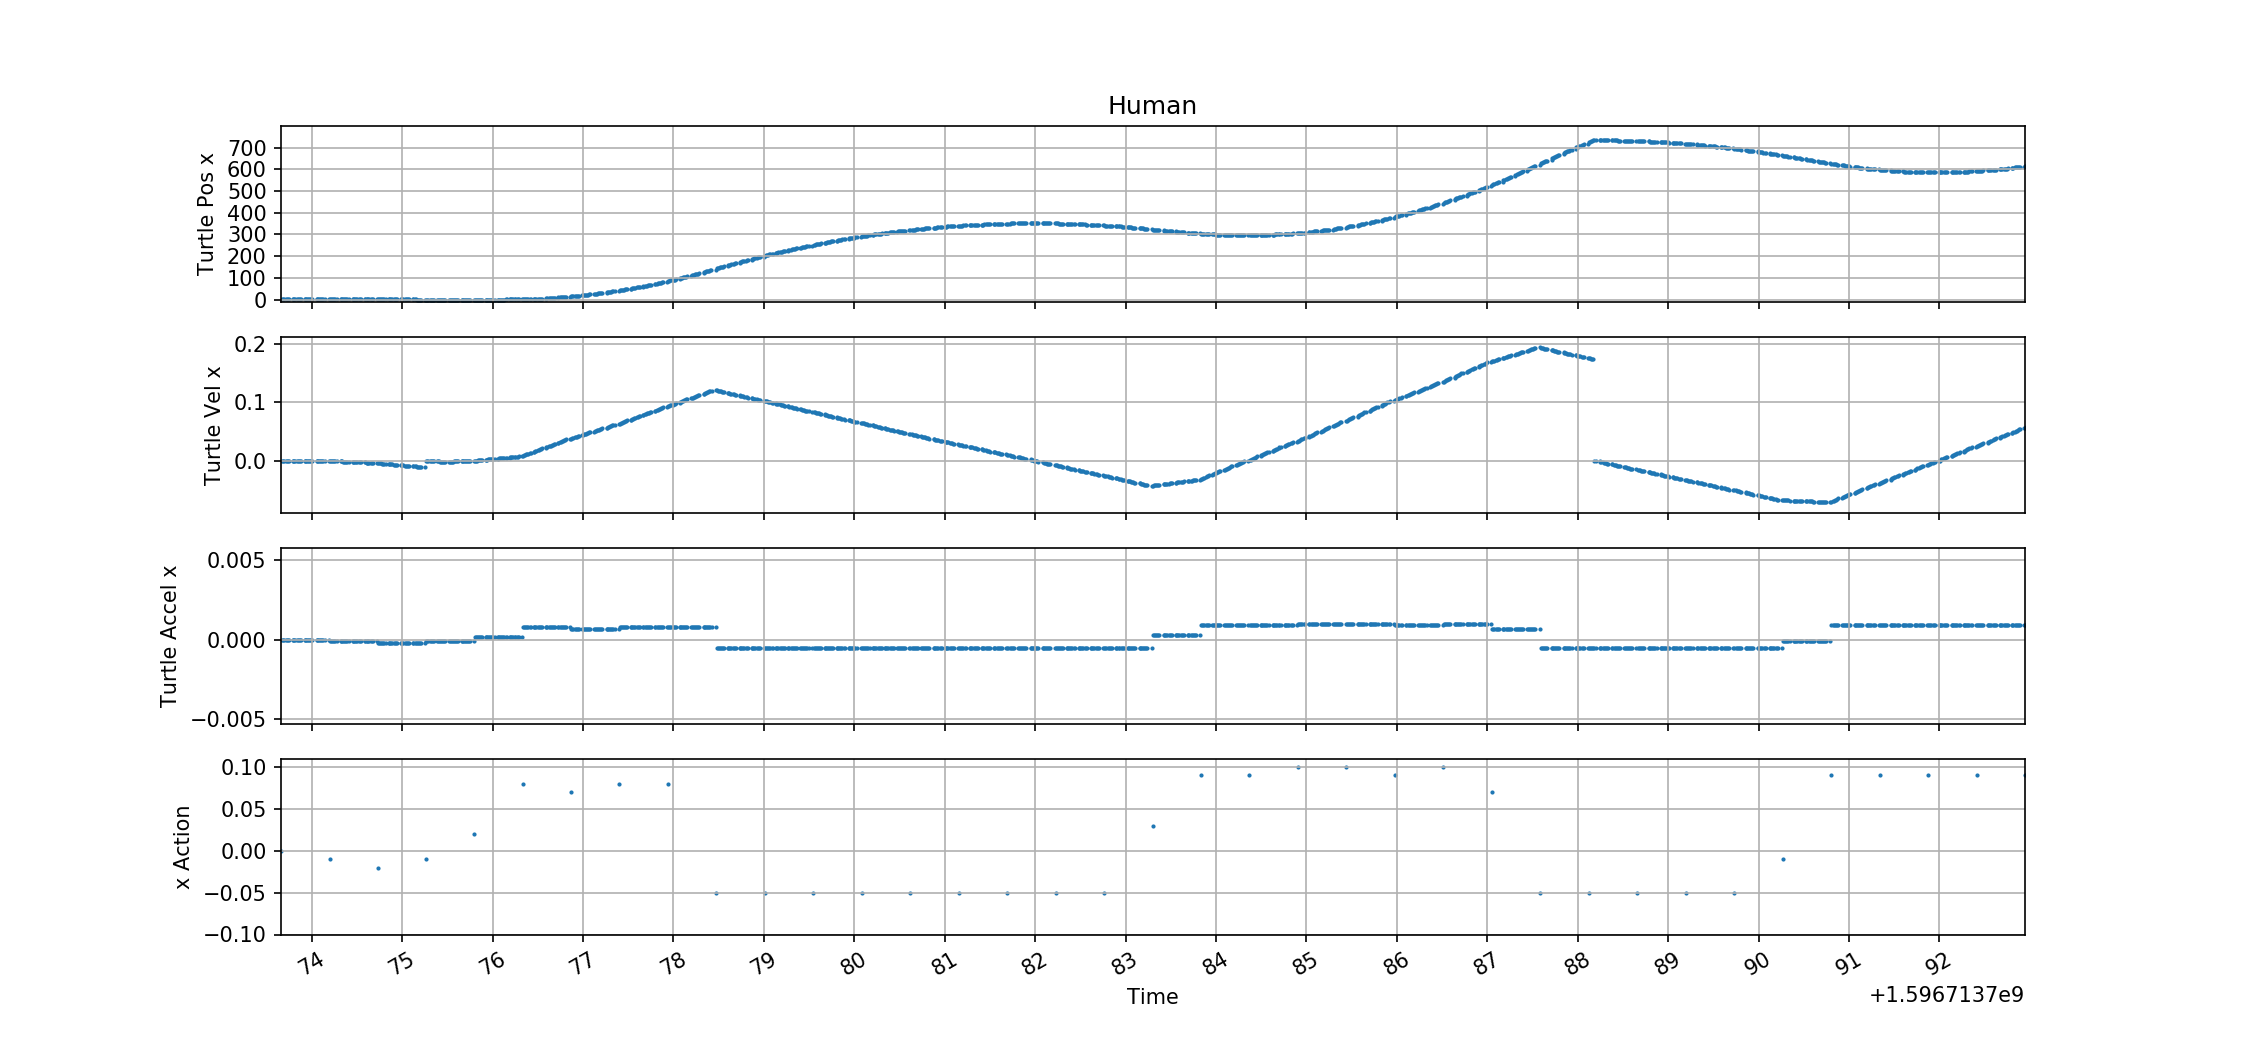 Human
Turtle Pos x
700
600
500
400
300
200
100
0
Turtle Vel x
0.2
0.1
0.0
Turtle Accel x
0.005
0.000
−0.005
x Action
0.10
0.05
0.00
−0.05
−0.10
74 75 76 77 78 79 80 81 82 83 84 85 86 87 88 89 90 91 92
Time
+1.5967137e9